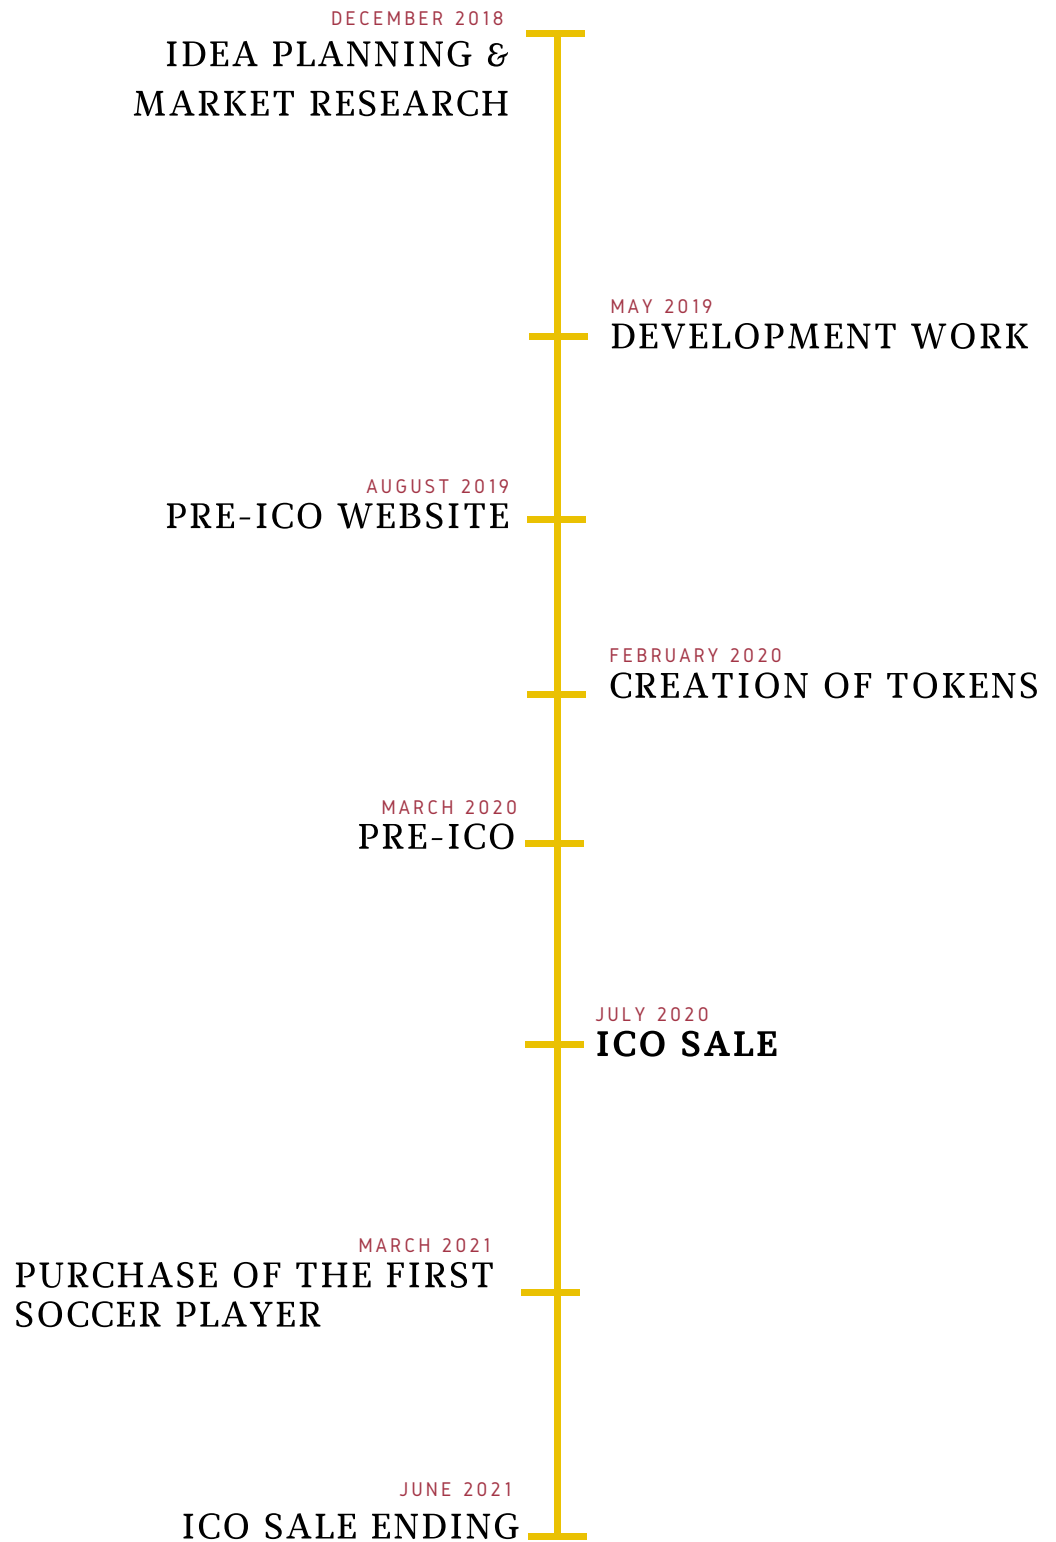 DECEMBER 2018
IDEA PLANNING &
MARKET RESEARCH
MAY 2019
DEVELOPMENT WORK
AUGUST 2019
PRE-ICO WEBSITE
FEBRUARY 2020
CREATION OF TOKENS
MARCH 2020
PRE-ICO
JULY 2020
ICO SALE
MARCH 2021
PURCHASE OF THE FIRST
SOCCER PLAYER
JUNE 2021
ICO SALE ENDING